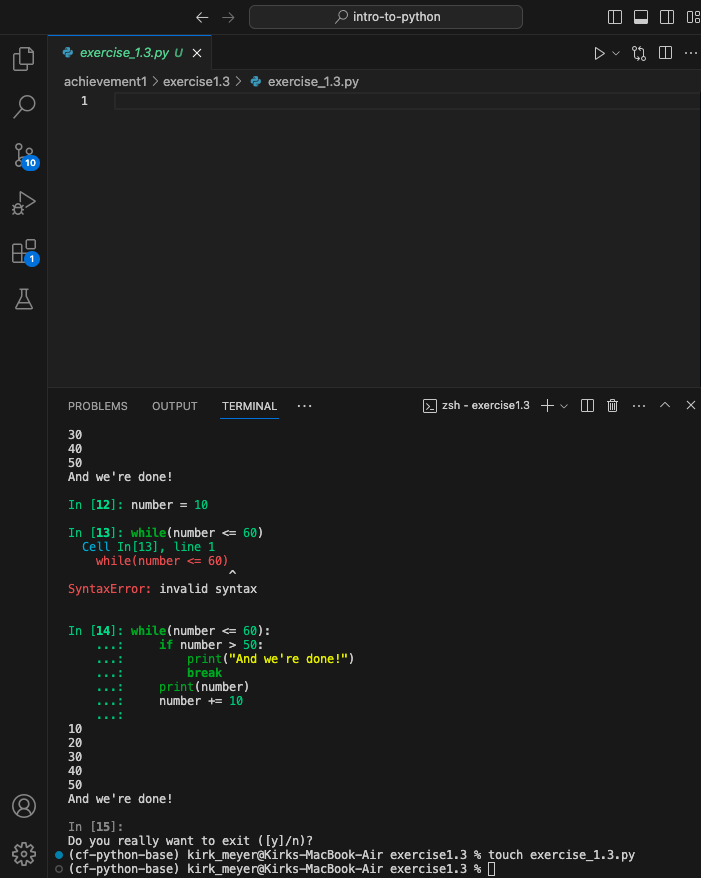 intro-to-python
exercise_1.3.py U
achievement1 > exercise1.3 > exercise_1.3.py
1
10
1
PROBLEMS OUTPUT TERMINAL ··· zsh - exercise1.3
30
40
50
And we're done!
In [12]: number = 10
In [13]: while(number <= 60)
Cell In[13], line 1
while(number <= 60)
^
SyntaxError: invalid syntax
In [14]: while(number <= 60):
...: if number > 50:
...: print("And we're done!")
...: break
...: print(number)
...: number += 10
...:
10
20
30
40
50
And we're done!
In [15]:
Do you really want to exit ([y]/n)?
(cf-python-base) kirk_meyer@Kirks-MacBook-Air exercise1.3 % touch exercise_1.3.py
(cf-python-base) kirk_meyer@Kirks-MacBook-Air exercise1.3 %